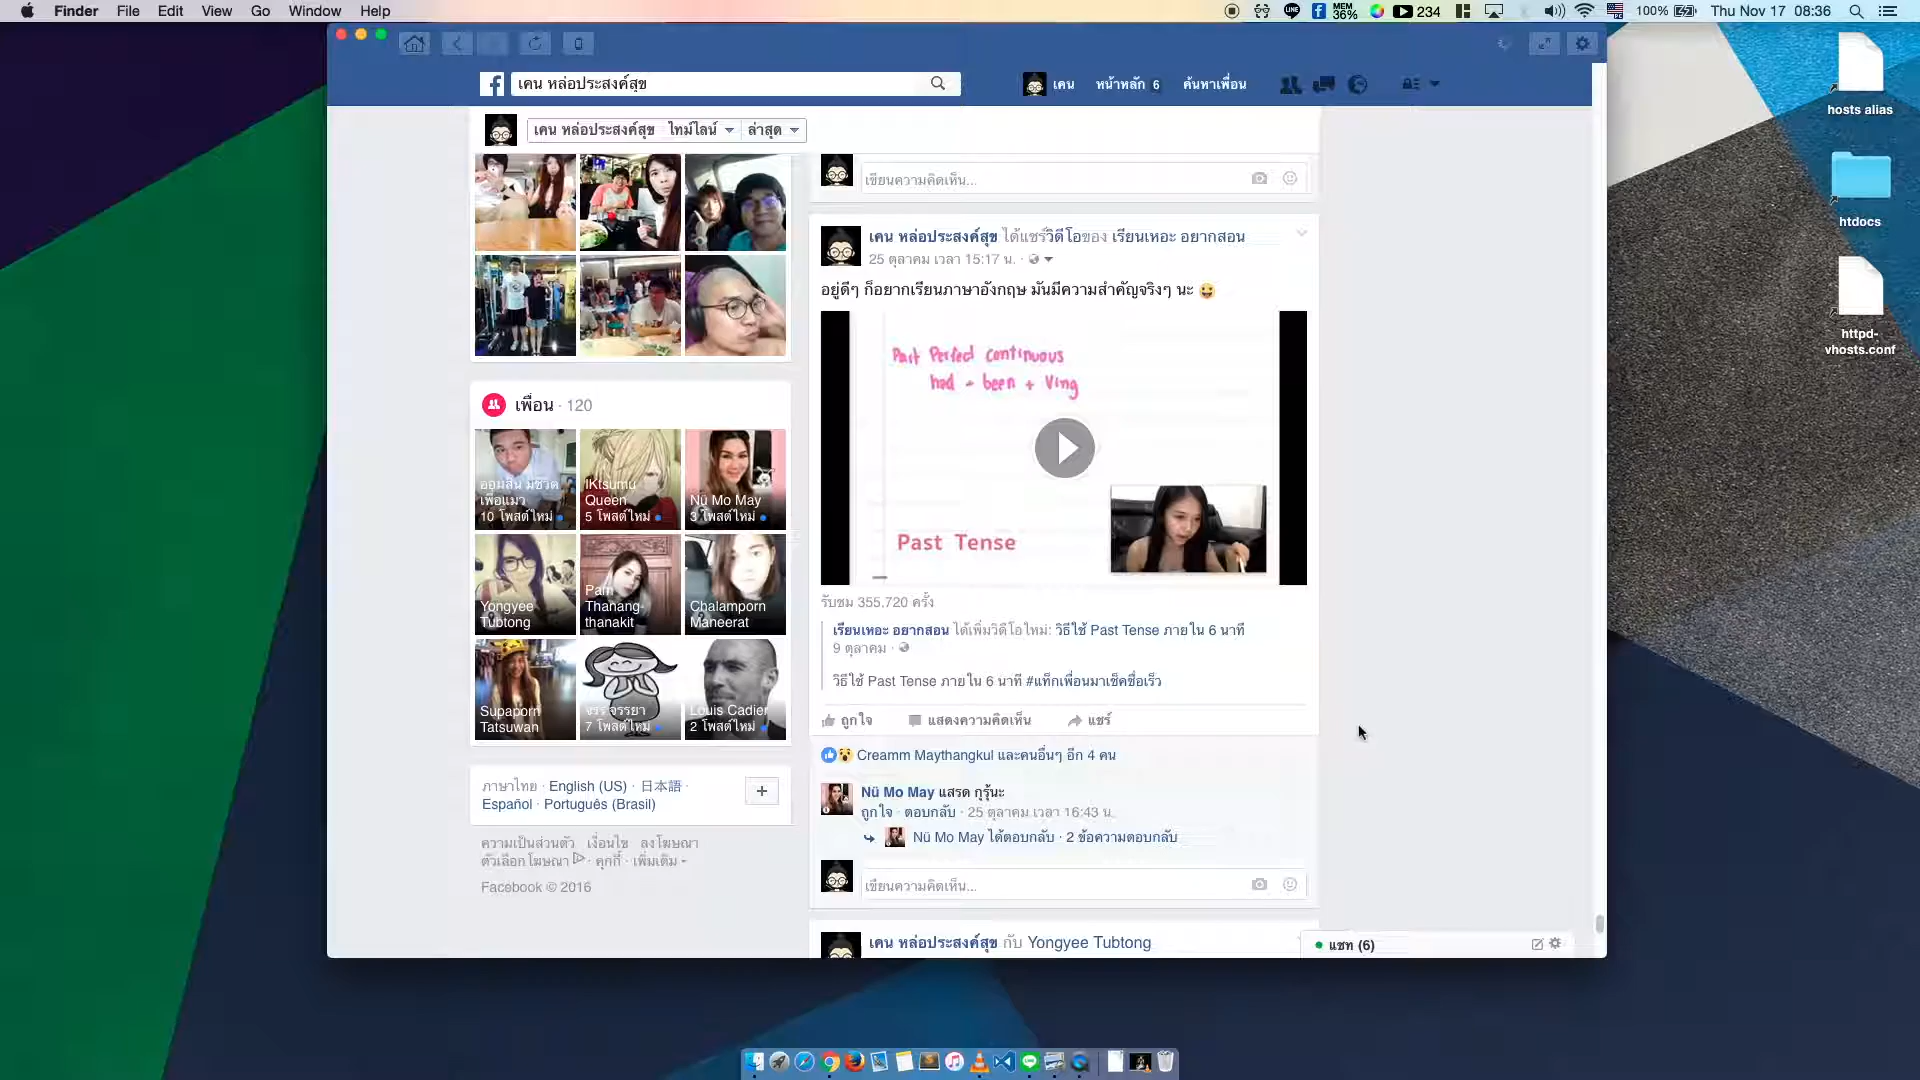 Finder File Edit View Go Window Help
MEM 36% 234 100% Thu Nov 17 08:36
เคน หล่อประสงค์สุข
เคน หน้าหลัก 6 ค้นหาเพื่อน
เคน หล่อประสงค์สุข ไทม์ไลน์ ล่าสุด
เขียนความคิดเห็น...
เคน หล่อประสงค์สุข ได้แชร์วิดีโอของ เรียนเหอะ อยากสอน
25 ตุลาคม เวลา 15:17 น. ·
อยู่ดีๆ ก็อยากเรียนภาษาอังกฤษ มันมีความสำคัญจริงๆ นะ
Past Perfect continuous
had + been + Ving
Past Tense
รับชม 355,720 ครั้ง
เรียนเหอะ อยากสอน ได้เพิ่มวิดีโอใหม่: วิธีใช้ Past Tense ภายใน 6 นาที
9 ตุลาคม ·
วิธีใช้ Past Tense ภายใน 6 นาที #แท็กเพื่อนมาเช็คชื่อเร็ว
ถูกใจ แสดงความคิดเห็น แชร์
Creamm Maythangkul และคนอื่นๆ อีก 4 คน
Nü Mo May แสรด กุรุ้นะ
ถูกใจ · ตอบกลับ · 25 ตุลาคม เวลา 16:43 น.
Nü Mo May ได้ตอบกลับ · 2 ข้อความตอบกลับ
เขียนความคิดเห็น...
เคน หล่อประสงค์สุข กับ Yongyee Tubtong
แชท (6)
เพื่อน · 120
เพื่อแมว
10 โพสต์ใหม่
IKtsumu
Queen
5 โพสต์ใหม่
Nü Mo May
3 โพสต์ใหม่
Yongyee
Tubtong
Pam
Thanang-
thanakit
Chalamporn
Maneerat
Supaporn
Tatsuwan
จรรจรรยา
7 โพสต์ใหม่
Louis Cadier
2 โพสต์ใหม่
ภาษาไทย · English (US) · 日本語 ·
Español · Português (Brasil)
+
ความเป็นส่วนตัว เงื่อนไข ลงโฆษณา
ตัวเลือกโฆษณา · คุกกี้ · เพิ่มเติม
Facebook © 2016
hosts alias
htdocs
httpd-
vhosts.conf